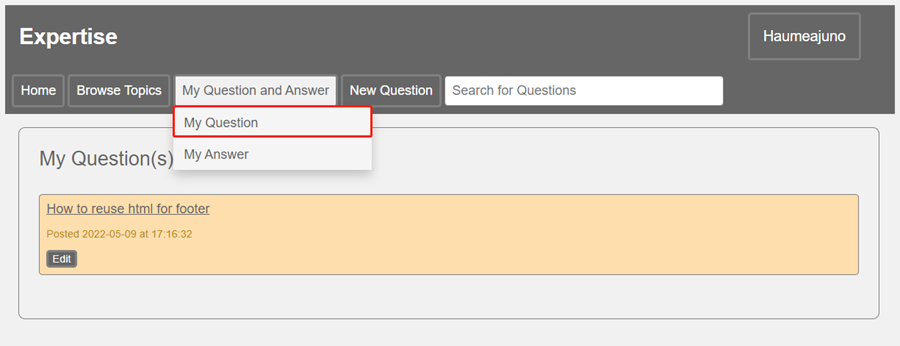 Expertise
Haumeajuno
Home
Browse Topics
My Question and Answer
New Question
Search for Questions
My Question
My Answer
My Question(s)
How to reuse html for footer
Posted 2022-05-09 at 17:16:32
Edit